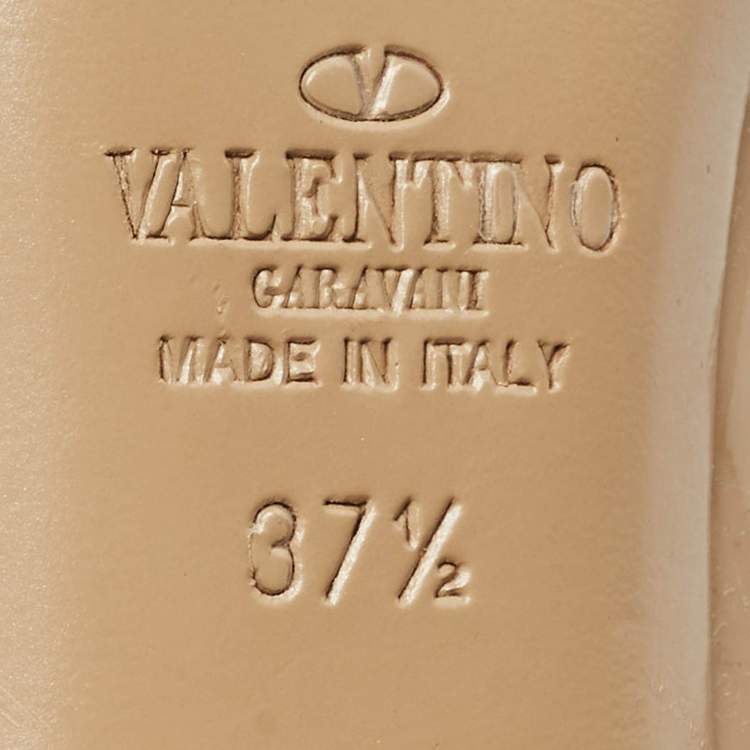 V
VALENTINO
GARAVANI
MADE IN ITALY
37½